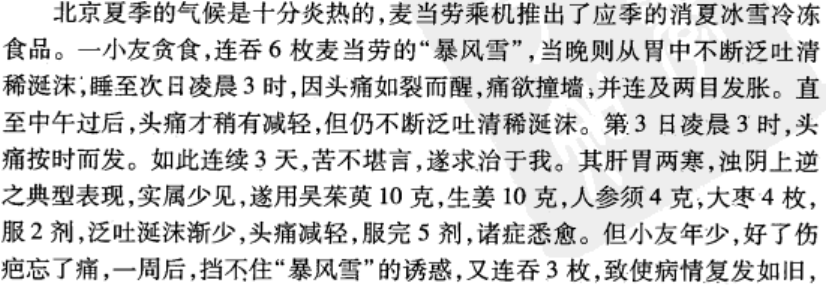 北京夏季的气候是十分炎热的,麦当劳乘机推出了应季的消夏冰雪冷冻
食品。一小友贪食,连吞6枚麦当劳的“暴风雪”,当晚则从胃中不断泛吐清
稀涎沫,睡至次日凌晨3时,因头痛如裂而醒,痛欲撞墙,并连及两目发胀。直
至中午过后,头痛才稍有减轻,但仍不断泛吐清稀涎沫。第3日凌晨3时,头
痛按时而发。如此连续3天,苦不堪言,遂求治于我。其肝胃两寒,浊阴上逆
之典型表现,实属少见,遂用吴茱萸10克,生姜10克,人参须4克,大枣4枚,
服2剂,泛吐涎沫渐少,头痛减轻,服完5剂,诸症悉愈。但小友年少,好了伤
疤忘了痛,一周后,挡不住“暴风雪”的诱惑,又连吞3枚,致使病情复发如旧,